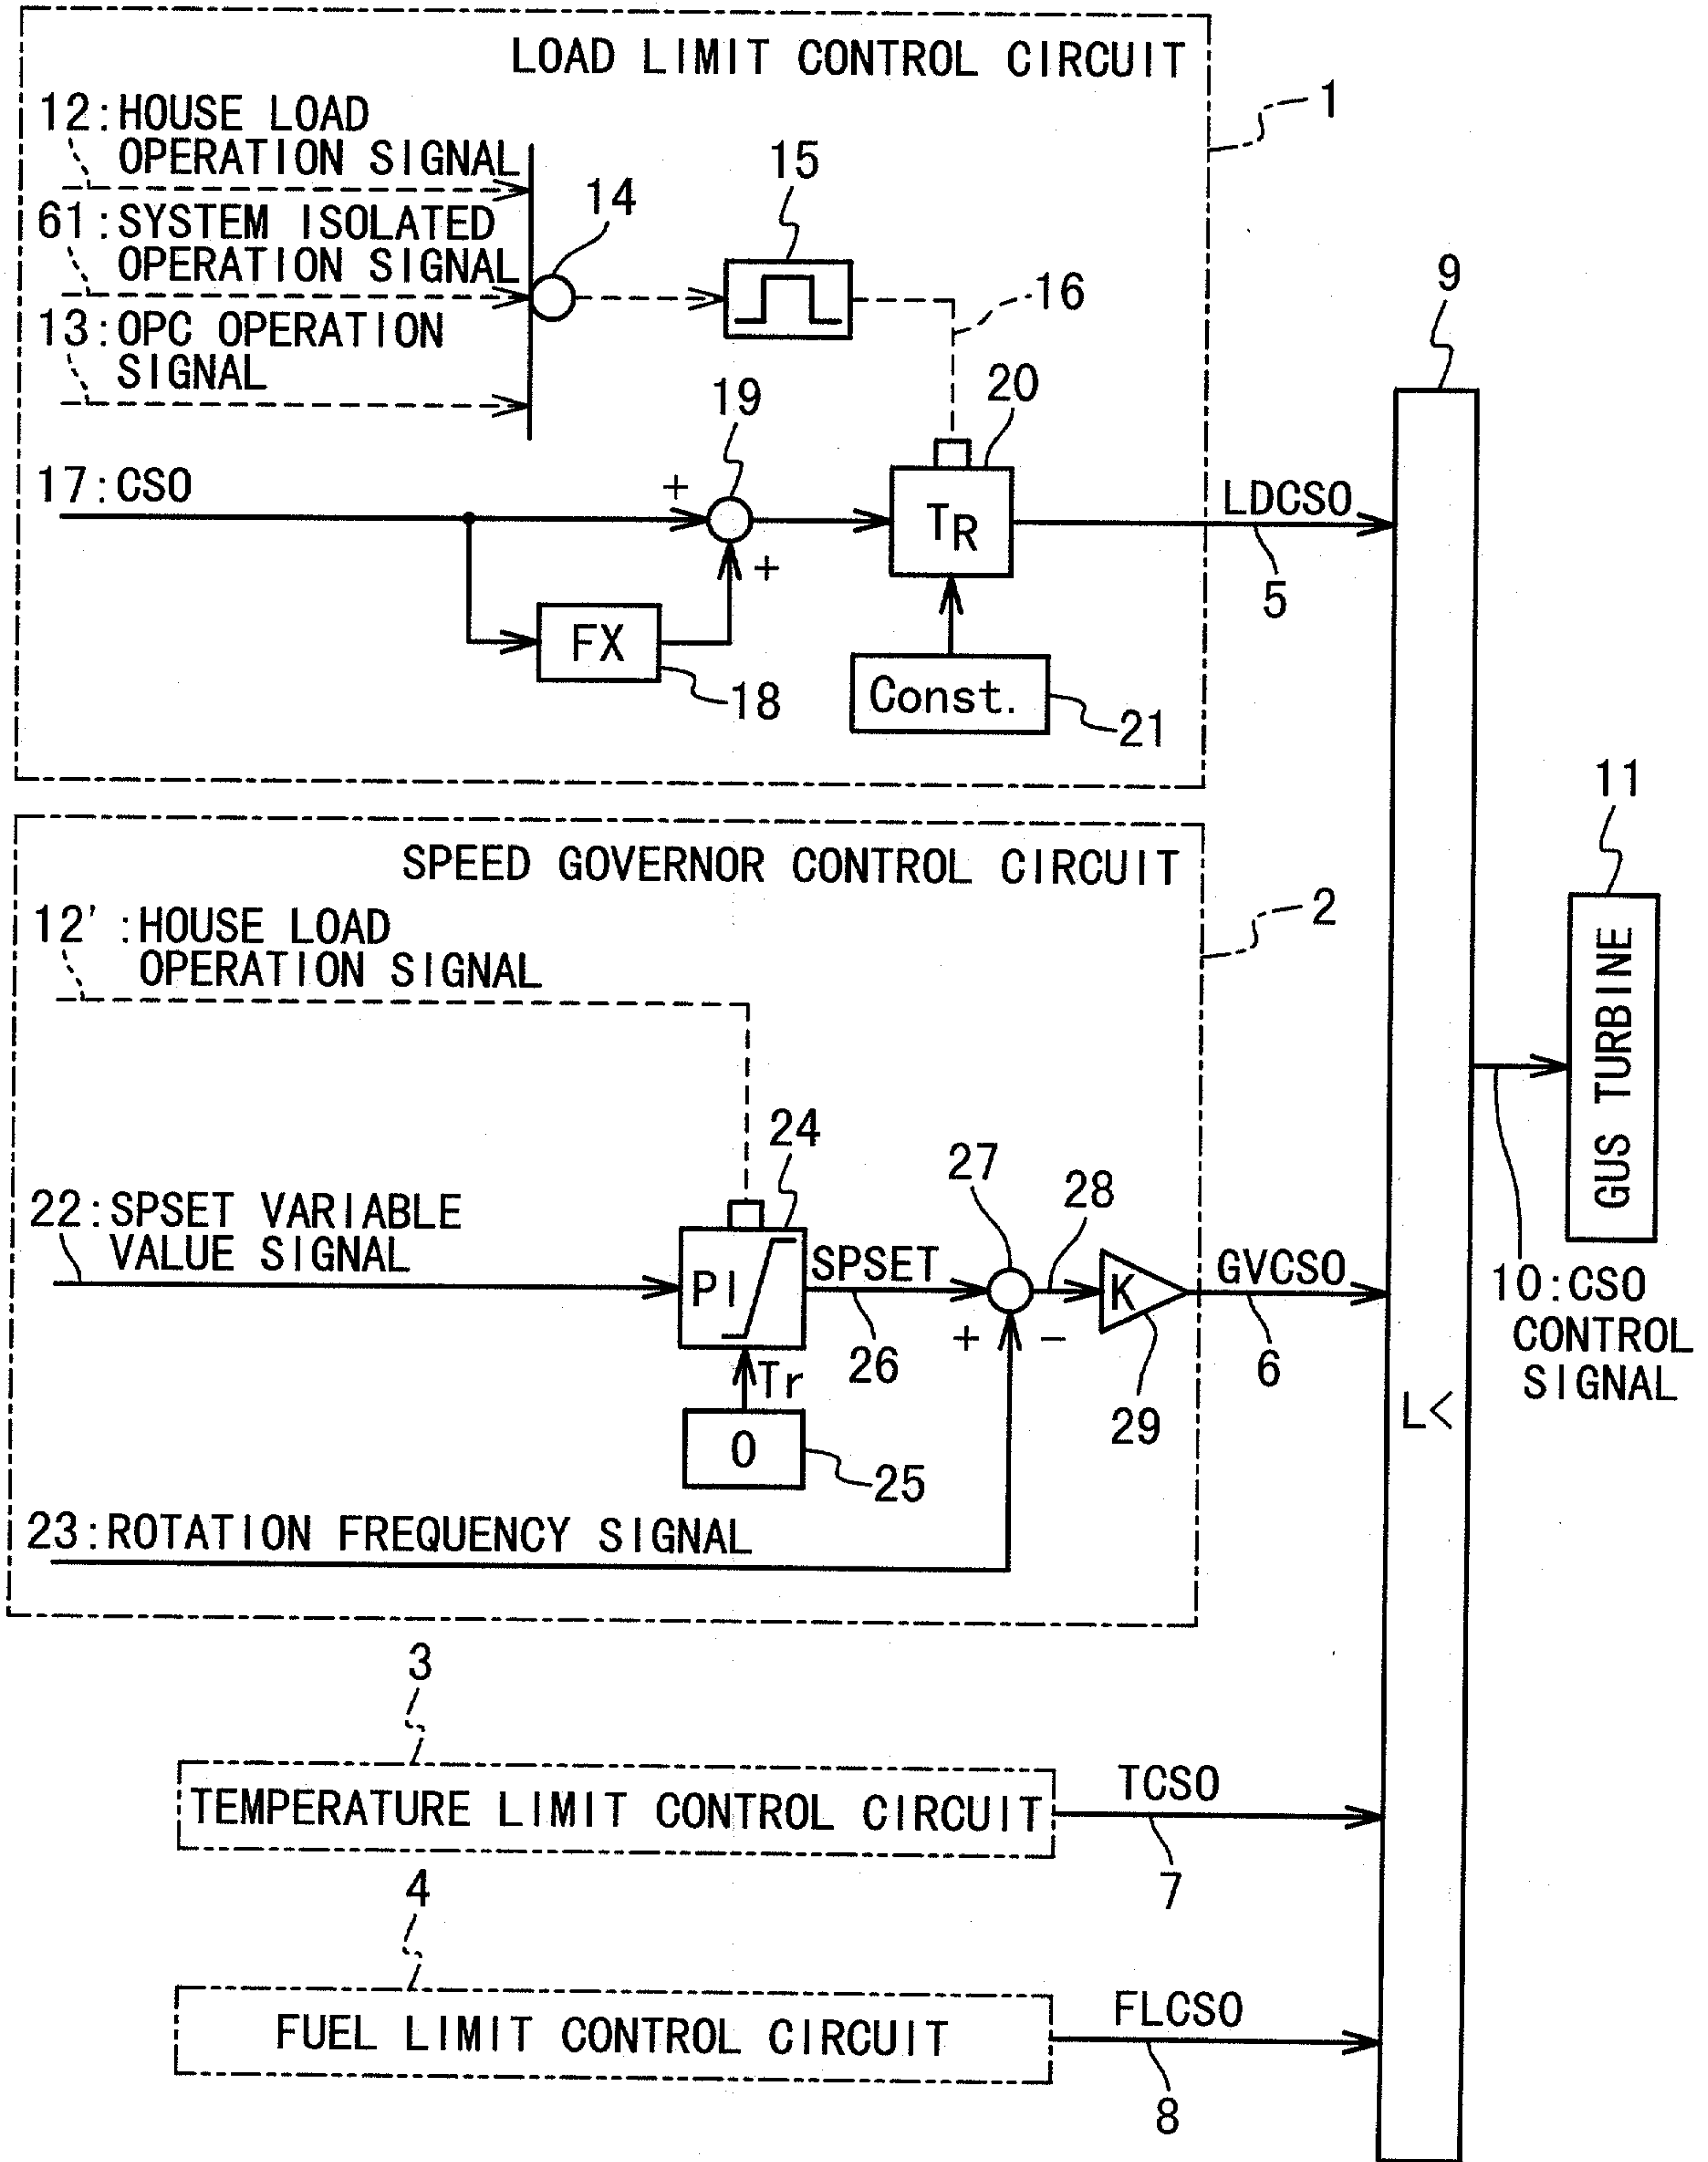 LOAD LIMIT CONTROL CIRCUIT
1
12:HOUSE LOAD
OPERATION SIGNAL
15
14
61:SYSTEM ISOLATED
OPERATION SIGNAL
9
16
13:OPC OPERATION
SIGNAL
19
20
17:CSO
+
LDCSO
TR
+
5
FX
18
Const.
21
11
SPEED GOVERNOR CONTROL CIRCUIT
2
12':HOUSE LOAD
OPERATION SIGNAL
GUS TURBINE
24
27
28
22:SPSET VARIABLE
VALUE SIGNAL
PI
SPSET
K
GVCSO
10:CSO
CONTROL
SIGNAL
+
-
26
6
Tr
29
L<
0
25
23:ROTATION FREQUENCY SIGNAL
3
TEMPERATURE LIMIT CONTROL CIRCUIT
TCSO
7
4
FUEL LIMIT CONTROL CIRCUIT
FLCSO
8